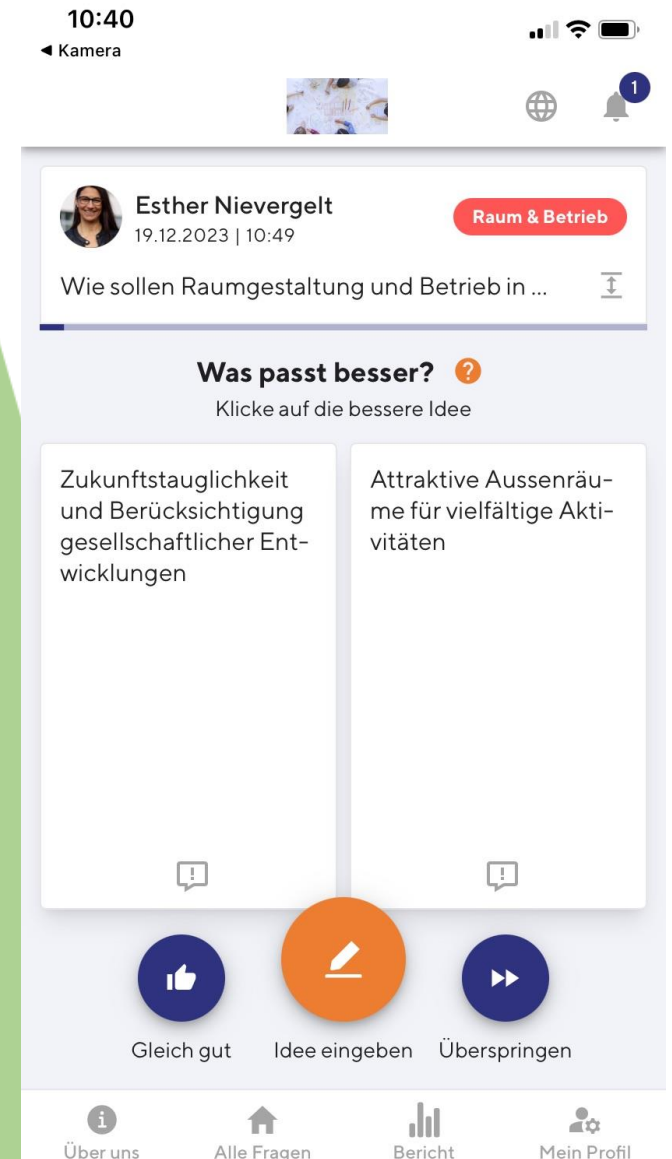 10:40
◀ Kamera
1
Esther Nievergelt
19.12.2023 | 10:49
Raum & Betrieb
Wie sollen Raumgestaltung und Betrieb in ...
Was passt besser? ?
Klicke auf die bessere Idee
Zukunftstauglichkeit
und Berücksichtigung
gesellschaftlicher Ent-
wicklungen
Attraktive Aussenräu-
me für vielfältige Akti-
vitäten
Gleich gut
Idee eingeben
Überspringen
Über uns
Alle Fragen
Bericht
Mein Profil